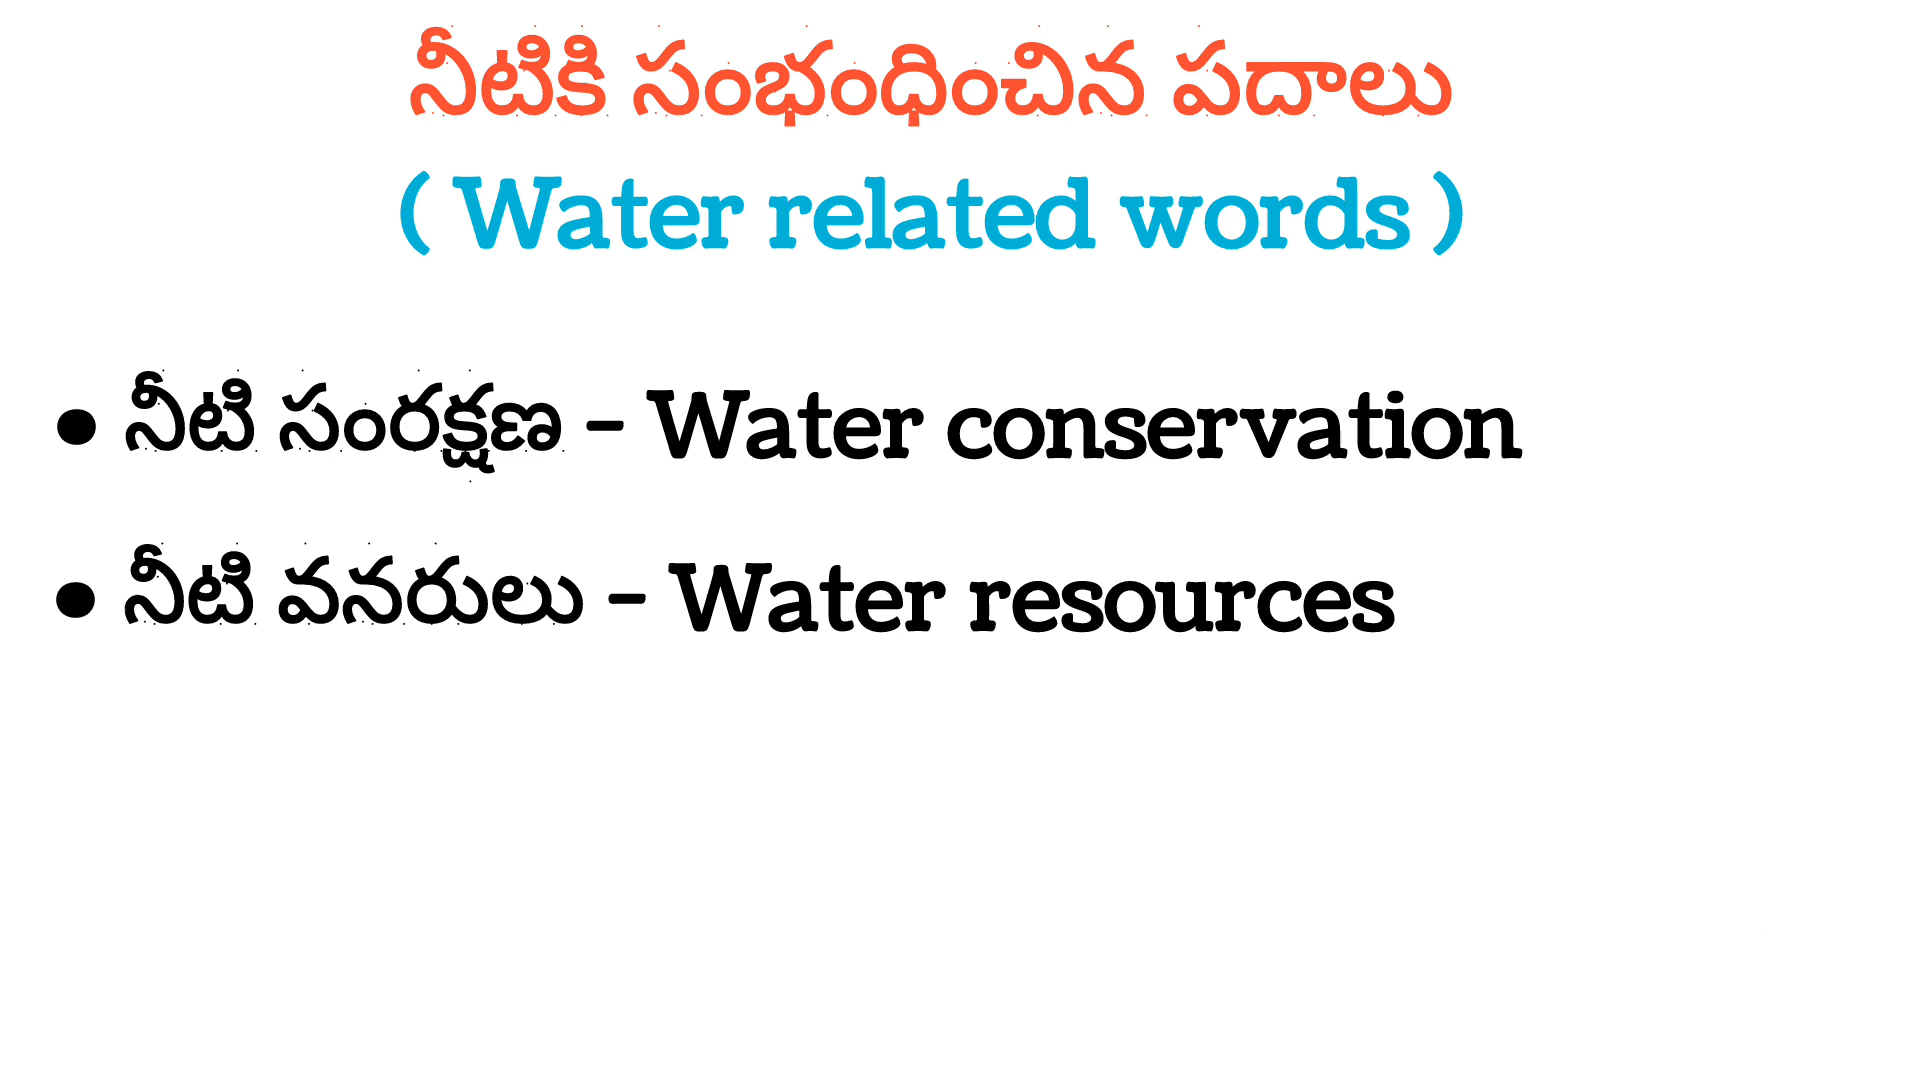 నీటికి సంభంధించిన పదాలు
( Water related words )
• నీటి సంరక్షణ - Water conservation
• నీటి వనరులు - Water resources